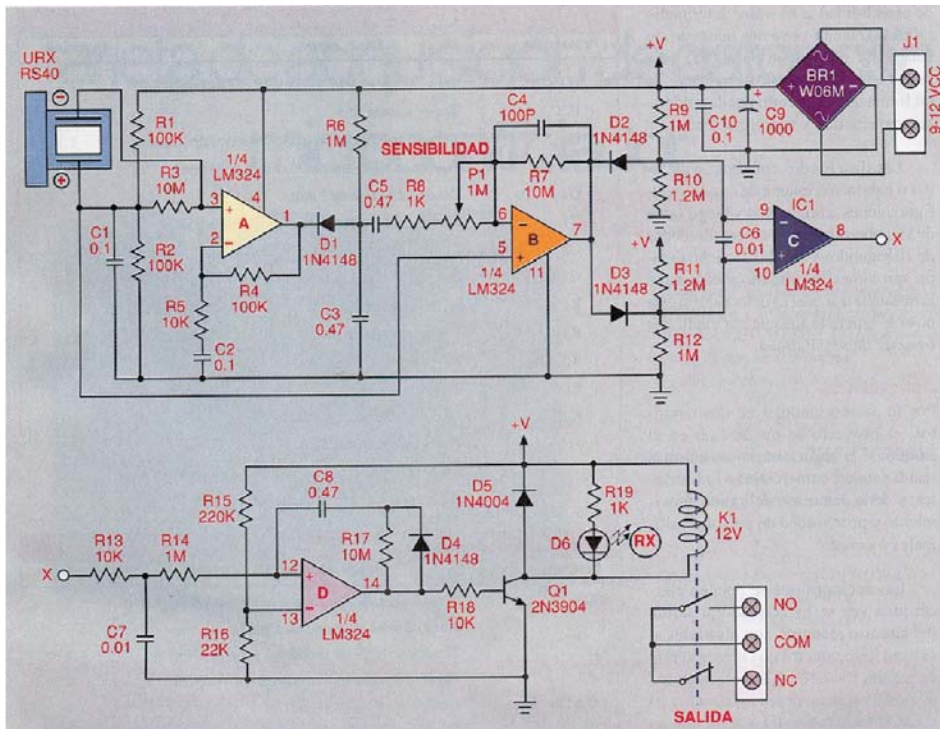 URX
RS40
R1
100K
R3
10M
1/4
LM324
3
4
+
A
1
2
−
C1
0.1
R2
100K
R4
100K
R5
10K
C2
0.1
D1
1N4148
R6
1M
C5
0,47
R8
1K
SENSIBILIDAD
P1
1M
C3
0.47
C4
100P
R7
10M
6
−
B
7
5
+
11
1/4
LM324
D2
1N4148
D3
1N4148
+V
R9
1M
R10
1.2M
+V
R11
1.2M
R12
1M
C10
0.1
C9
1000
+
BR1
W06M
+
−
J1
9-12 VCC
C6
0.01
IC1
9
−
C
8
X
10
+
1/4
LM324
X
R13
10K
R14
1M
C7
0.01
R15
220K
R16
22K
C8
0.47
12
+
D
14
13
−
1/4
LM324
R17
10M
D4
1N4148
R18
10K
+V
D5
1N4004
Q1
2N3904
R19
1K
D6
RX
K1
12V
NO
COM
NC
SALIDA